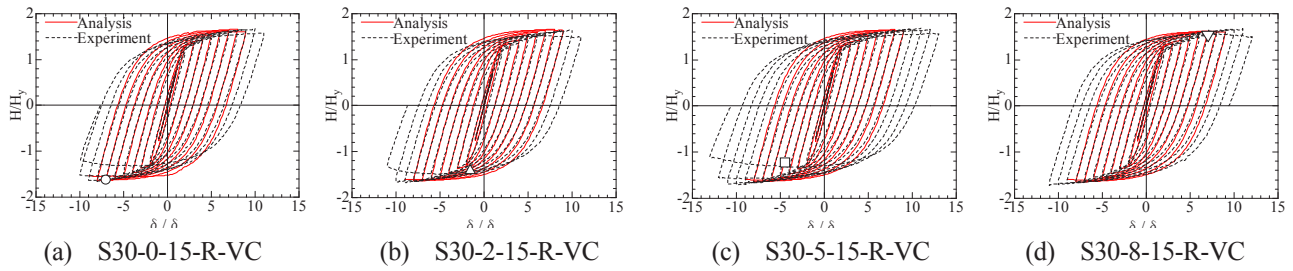 Analysis
Experiment
H/Hy
2
1
0
-1
-2
-15 -10 -5 0 5 10 15
δ / δ
(a) S30-0-15-R-VC
Analysis
Experiment
H/Hy
2
1
0
-1
-2
-15 -10 -5 0 5 10 15
δ / δ
(b) S30-2-15-R-VC
Analysis
Experiment
H/Hy
2
1
0
-1
-2
-15 -10 -5 0 5 10 15
δ / δ
(c) S30-5-15-R-VC
Analysis
Experiment
H/Hy
2
1
0
-1
-2
-15 -10 -5 0 5 10 15
δ / δ
(d) S30-8-15-R-VC